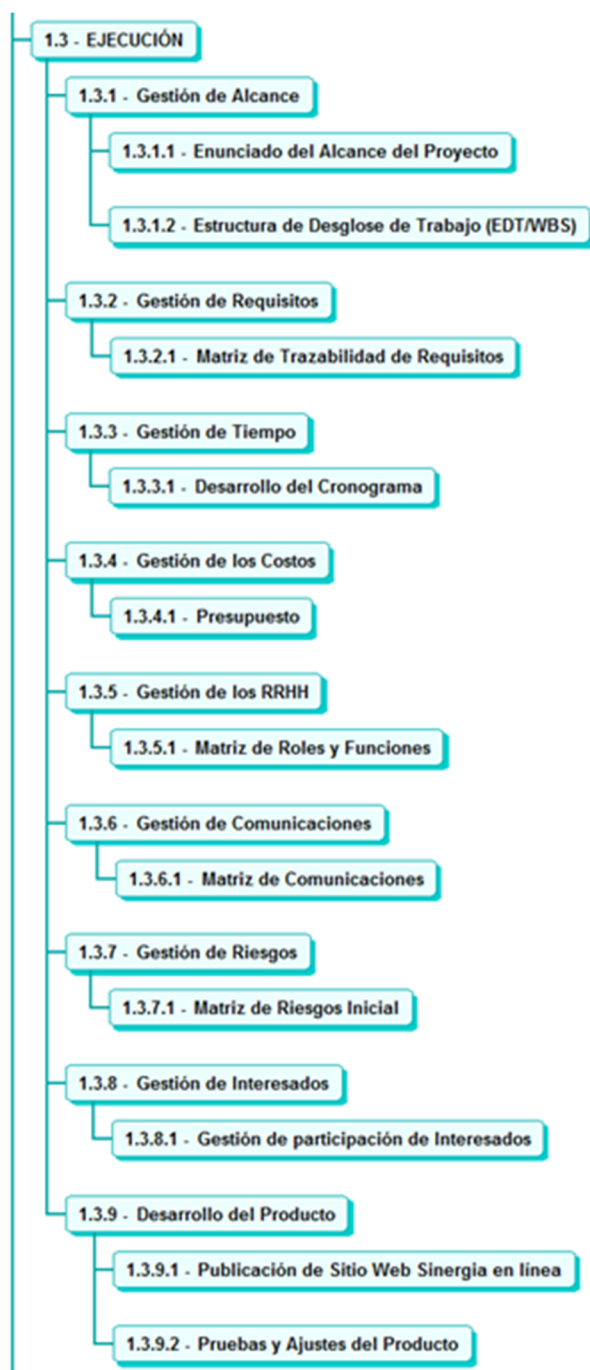 1.3 - EJECUCIÓN
1.3.1 - Gestión de Alcance
1.3.1.1 - Enunciado del Alcance del Proyecto
1.3.1.2 - Estructura de Desglose de Trabajo (EDT/WBS)
1.3.2 - Gestión de Requisitos
1.3.2.1 - Matriz de Trazabilidad de Requisitos
1.3.3 - Gestión de Tiempo
1.3.3.1 - Desarrollo del Cronograma
1.3.4 - Gestión de los Costos
1.3.4.1 - Presupuesto
1.3.5 - Gestión de los RRHH
1.3.5.1 - Matriz de Roles y Funciones
1.3.6 - Gestión de Comunicaciones
1.3.6.1 - Matriz de Comunicaciones
1.3.7 - Gestión de Riesgos
1.3.7.1 - Matriz de Riesgos Inicial
1.3.8 - Gestión de Interesados
1.3.8.1 - Gestión de participación de Interesados
1.3.9 - Desarrollo del Producto
1.3.9.1 - Publicación de Sitio Web Sinergia en línea
1.3.9.2 - Pruebas y Ajustes del Producto